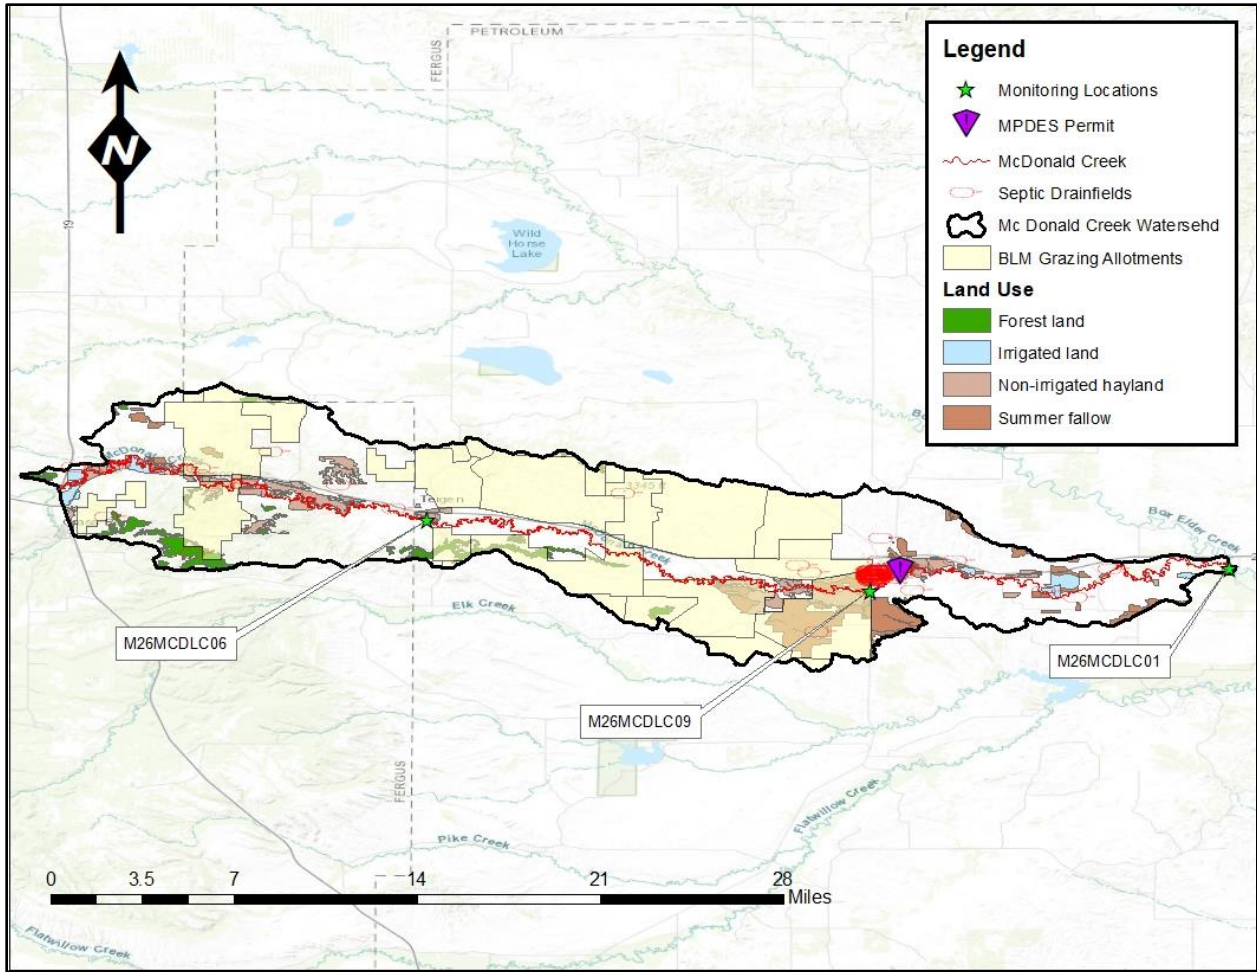 PETROLEUM
FERGUS
N
19
Wild
Horse
Lake
Legend
Monitoring Locations
MPDES Permit
McDonald Creek
Septic Drainfields
Mc Donald Creek Watersehd
BLM Grazing Allotments
Land Use
Forest land
Irrigated land
Non-irrigated hayland
Summer fallow
Teigen
Box Elder Creek
Elk Creek
M26MCDLC06
M26MCDLC09
M26MCDLC01
FERGUS
Flatwillow Creek
Pike Creek
0 3.5 7 14 21 28
Miles
Flatwillow Creek